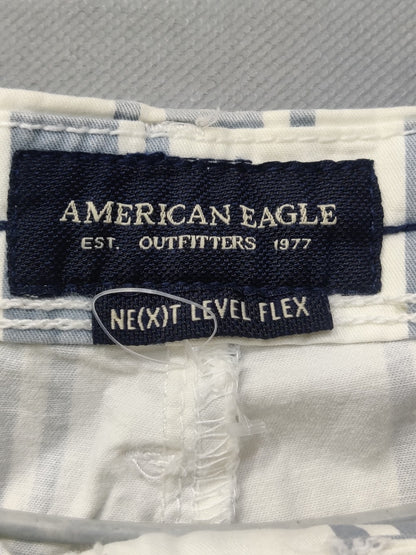 AMERICAN EAGLE
EST. OUTFITTERS 1977
NE(X)T LEVEL FLEX